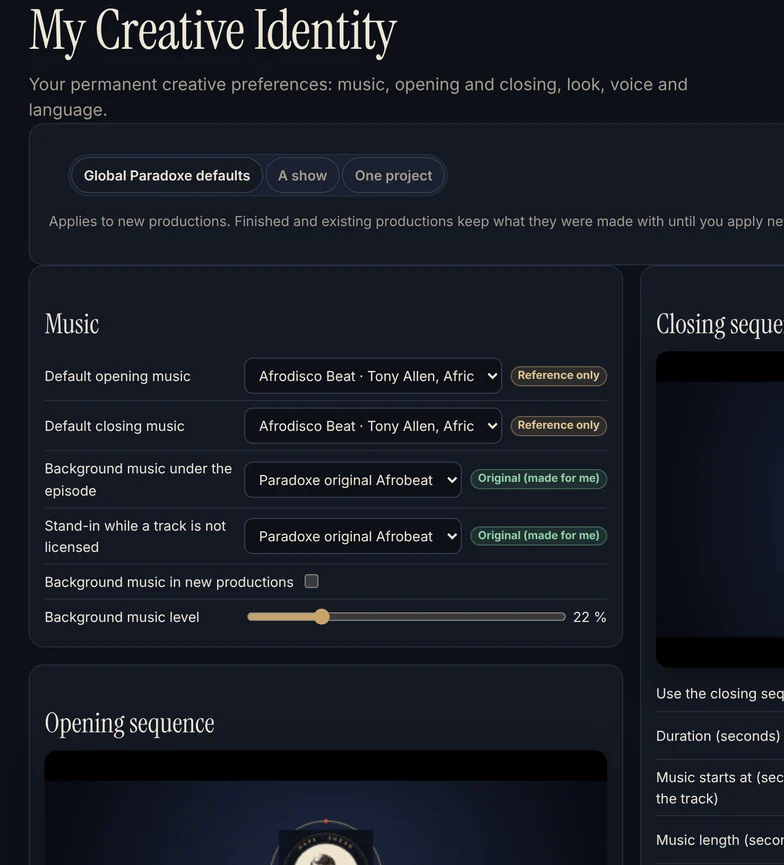 My Creative Identity
Your permanent creative preferences: music, opening and closing, look, voice and
language.
Global Paradoxe defaults
A show
One project
Applies to new productions. Finished and existing productions keep what they were made with until you apply
Music
Default opening music
Afrodisco Beat · Tony Allen, Afric
Reference only
Default closing music
Afrodisco Beat · Tony Allen, Afric
Reference only
Background music under the
episode
Paradoxe original Afrobeat
Original (made for me)
Stand-in while a track is not
licensed
Paradoxe original Afrobeat
Original (made for me)
Background music in new productions
Background music level
22 %
Opening sequence
Closing seque
Use the closing seq
Duration (seconds)
Music starts at (sec
the track)
Music length (secon